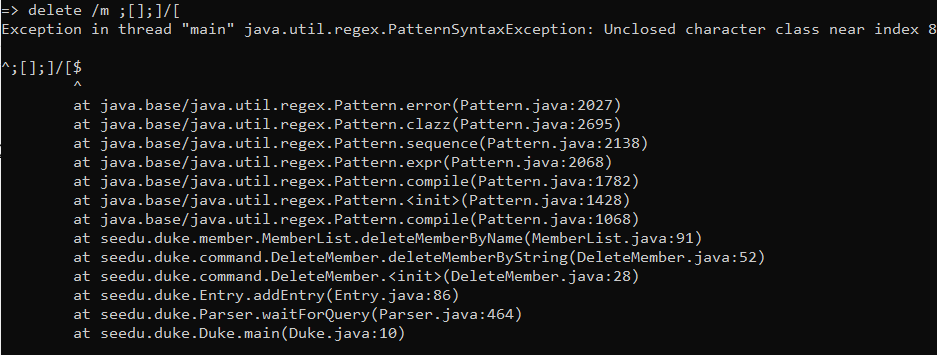 => delete /m ;[];]/[
Exception in thread "main" java.util.regex.PatternSyntaxException: Unclosed character class near index 8
^;[];]/[$
        ^
        at java.base/java.util.regex.Pattern.error(Pattern.java:2027)
        at java.base/java.util.regex.Pattern.clazz(Pattern.java:2695)
        at java.base/java.util.regex.Pattern.sequence(Pattern.java:2138)
        at java.base/java.util.regex.Pattern.expr(Pattern.java:2068)
        at java.base/java.util.regex.Pattern.compile(Pattern.java:1782)
        at java.base/java.util.regex.Pattern.<init>(Pattern.java:1428)
        at java.base/java.util.regex.Pattern.compile(Pattern.java:1068)
        at seedu.duke.member.MemberList.deleteMemberByName(MemberList.java:91)
        at seedu.duke.command.DeleteMember.deleteMemberByString(DeleteMember.java:52)
        at seedu.duke.command.DeleteMember.<init>(DeleteMember.java:28)
        at seedu.duke.Entry.addEntry(Entry.java:86)
        at seedu.duke.Parser.waitForQuery(Parser.java:464)
        at seedu.duke.Duke.main(Duke.java:10)